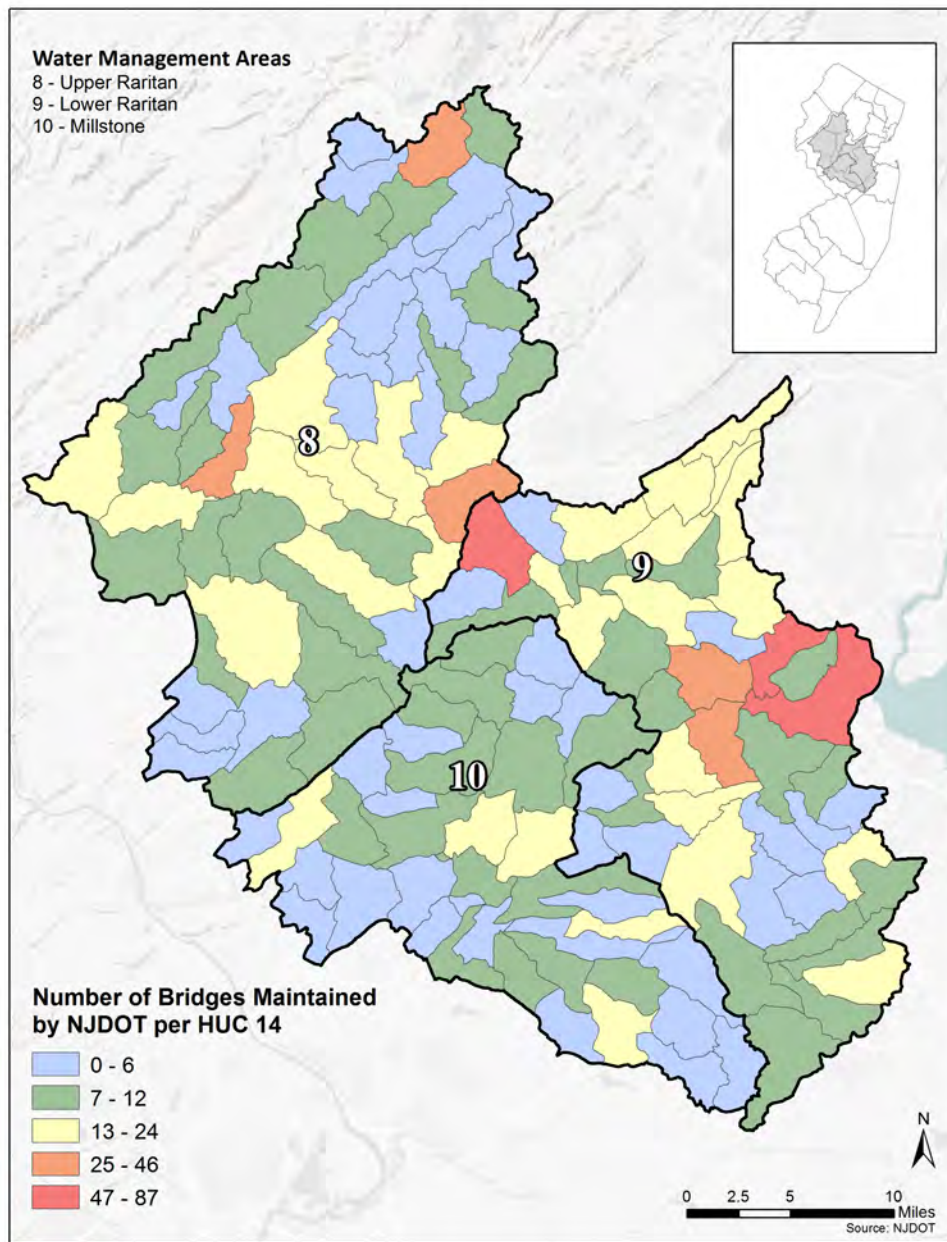 Water Management Areas
8 - Upper Raritan
9 - Lower Raritan
10 - Millstone
8
9
10
Number of Bridges Maintained
by NJDOT per HUC 14
0 - 6
7 - 12
13 - 24
25 - 46
47 - 87
N
0 2.5 5 10
Miles
Source: NJDOT